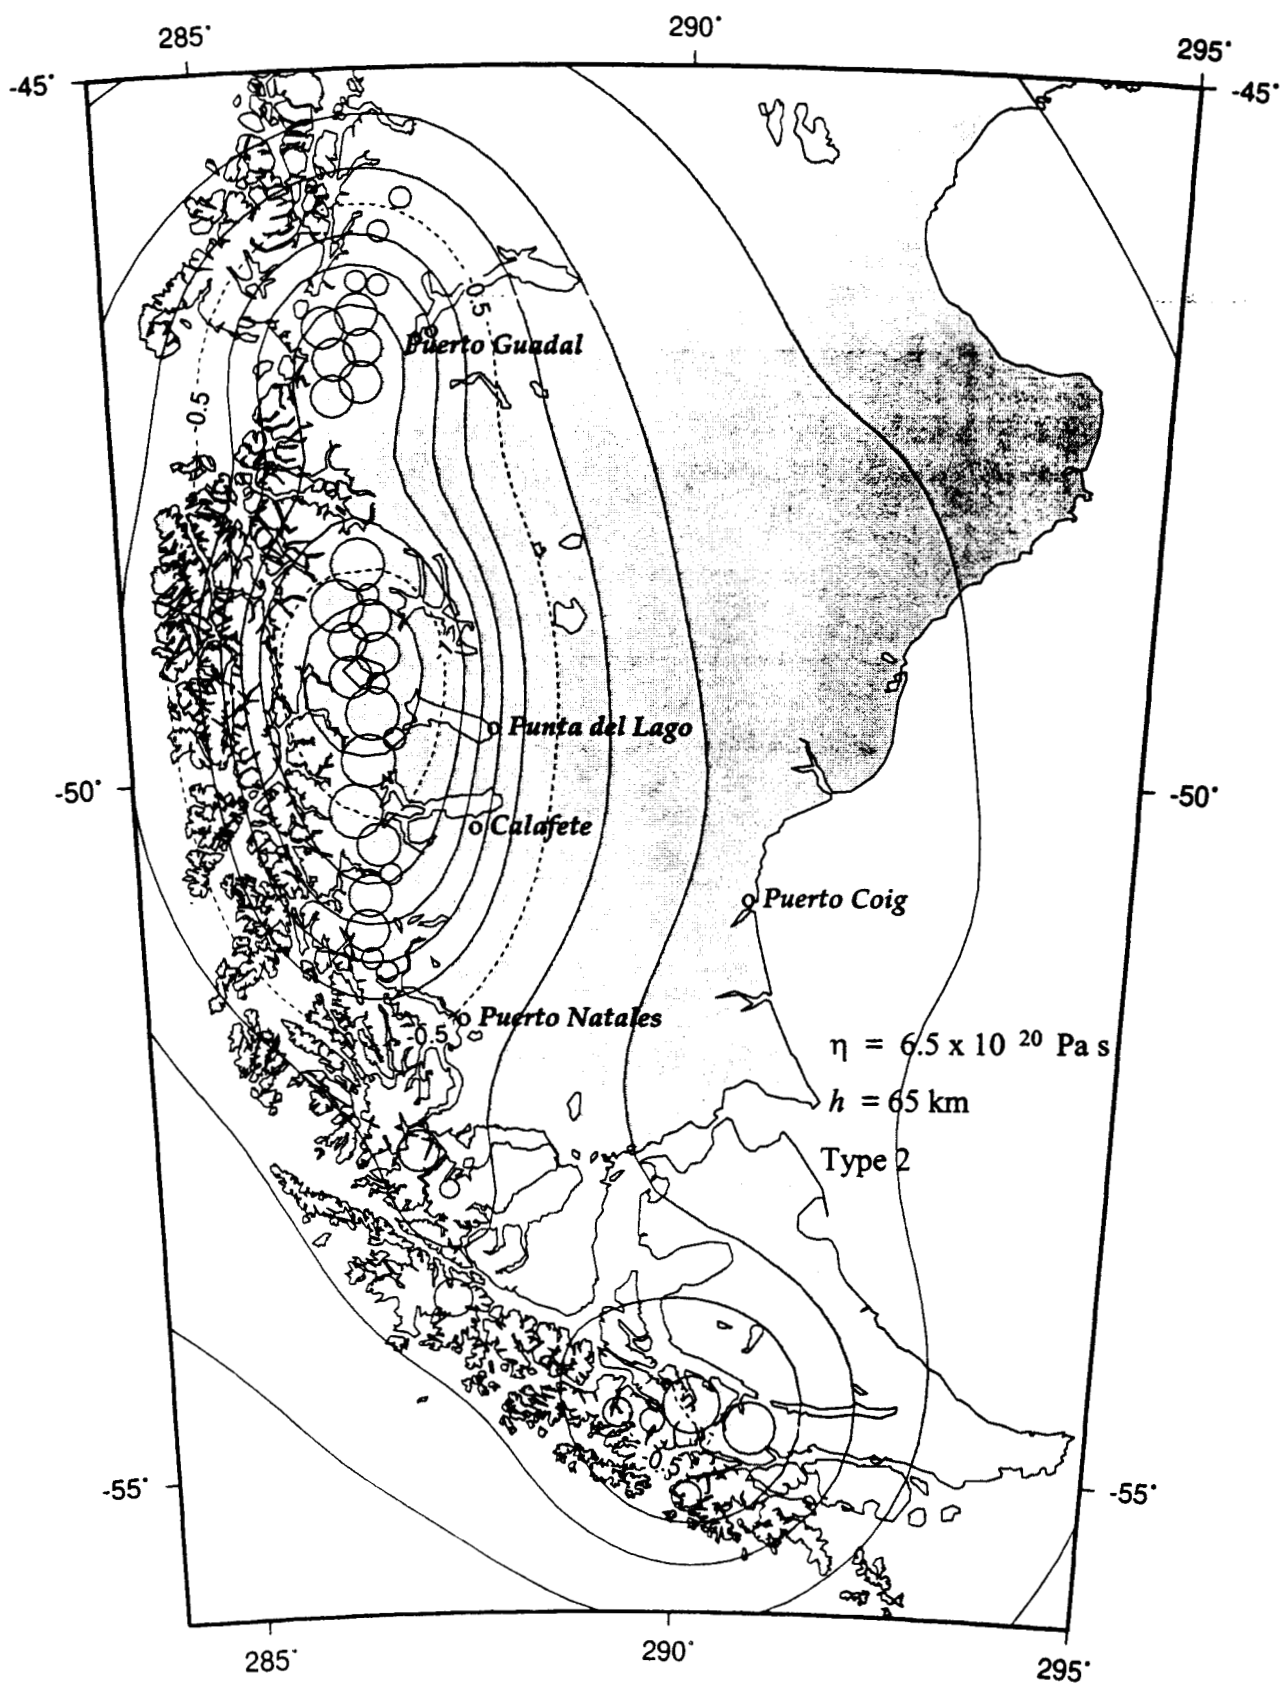 285°
290°
295°
-45°
-45°
0.5
Puerto Guadal
-0.5
Punta del Lago
-50°
-50°
Calafete
Puerto Coig
Puerto Natales
-0.5
η = 6.5 x 10 20 Pa s
h = 65 km
Type 2
-0.5
-55°
-55°
285°
290°
295°